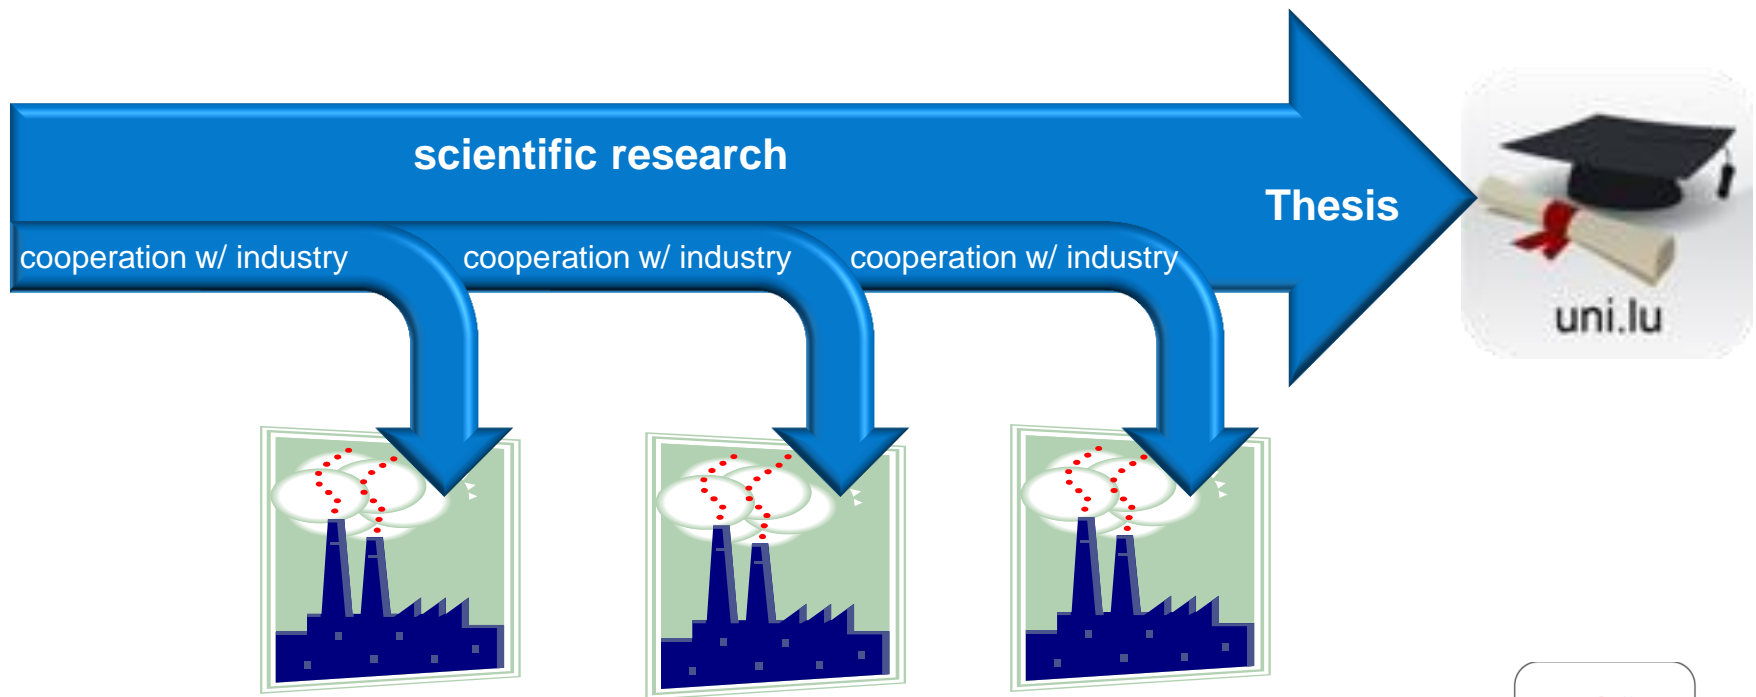 scientific research
Thesis
cooperation w/ industry
cooperation w/ industry
cooperation w/ industry
uni.lu